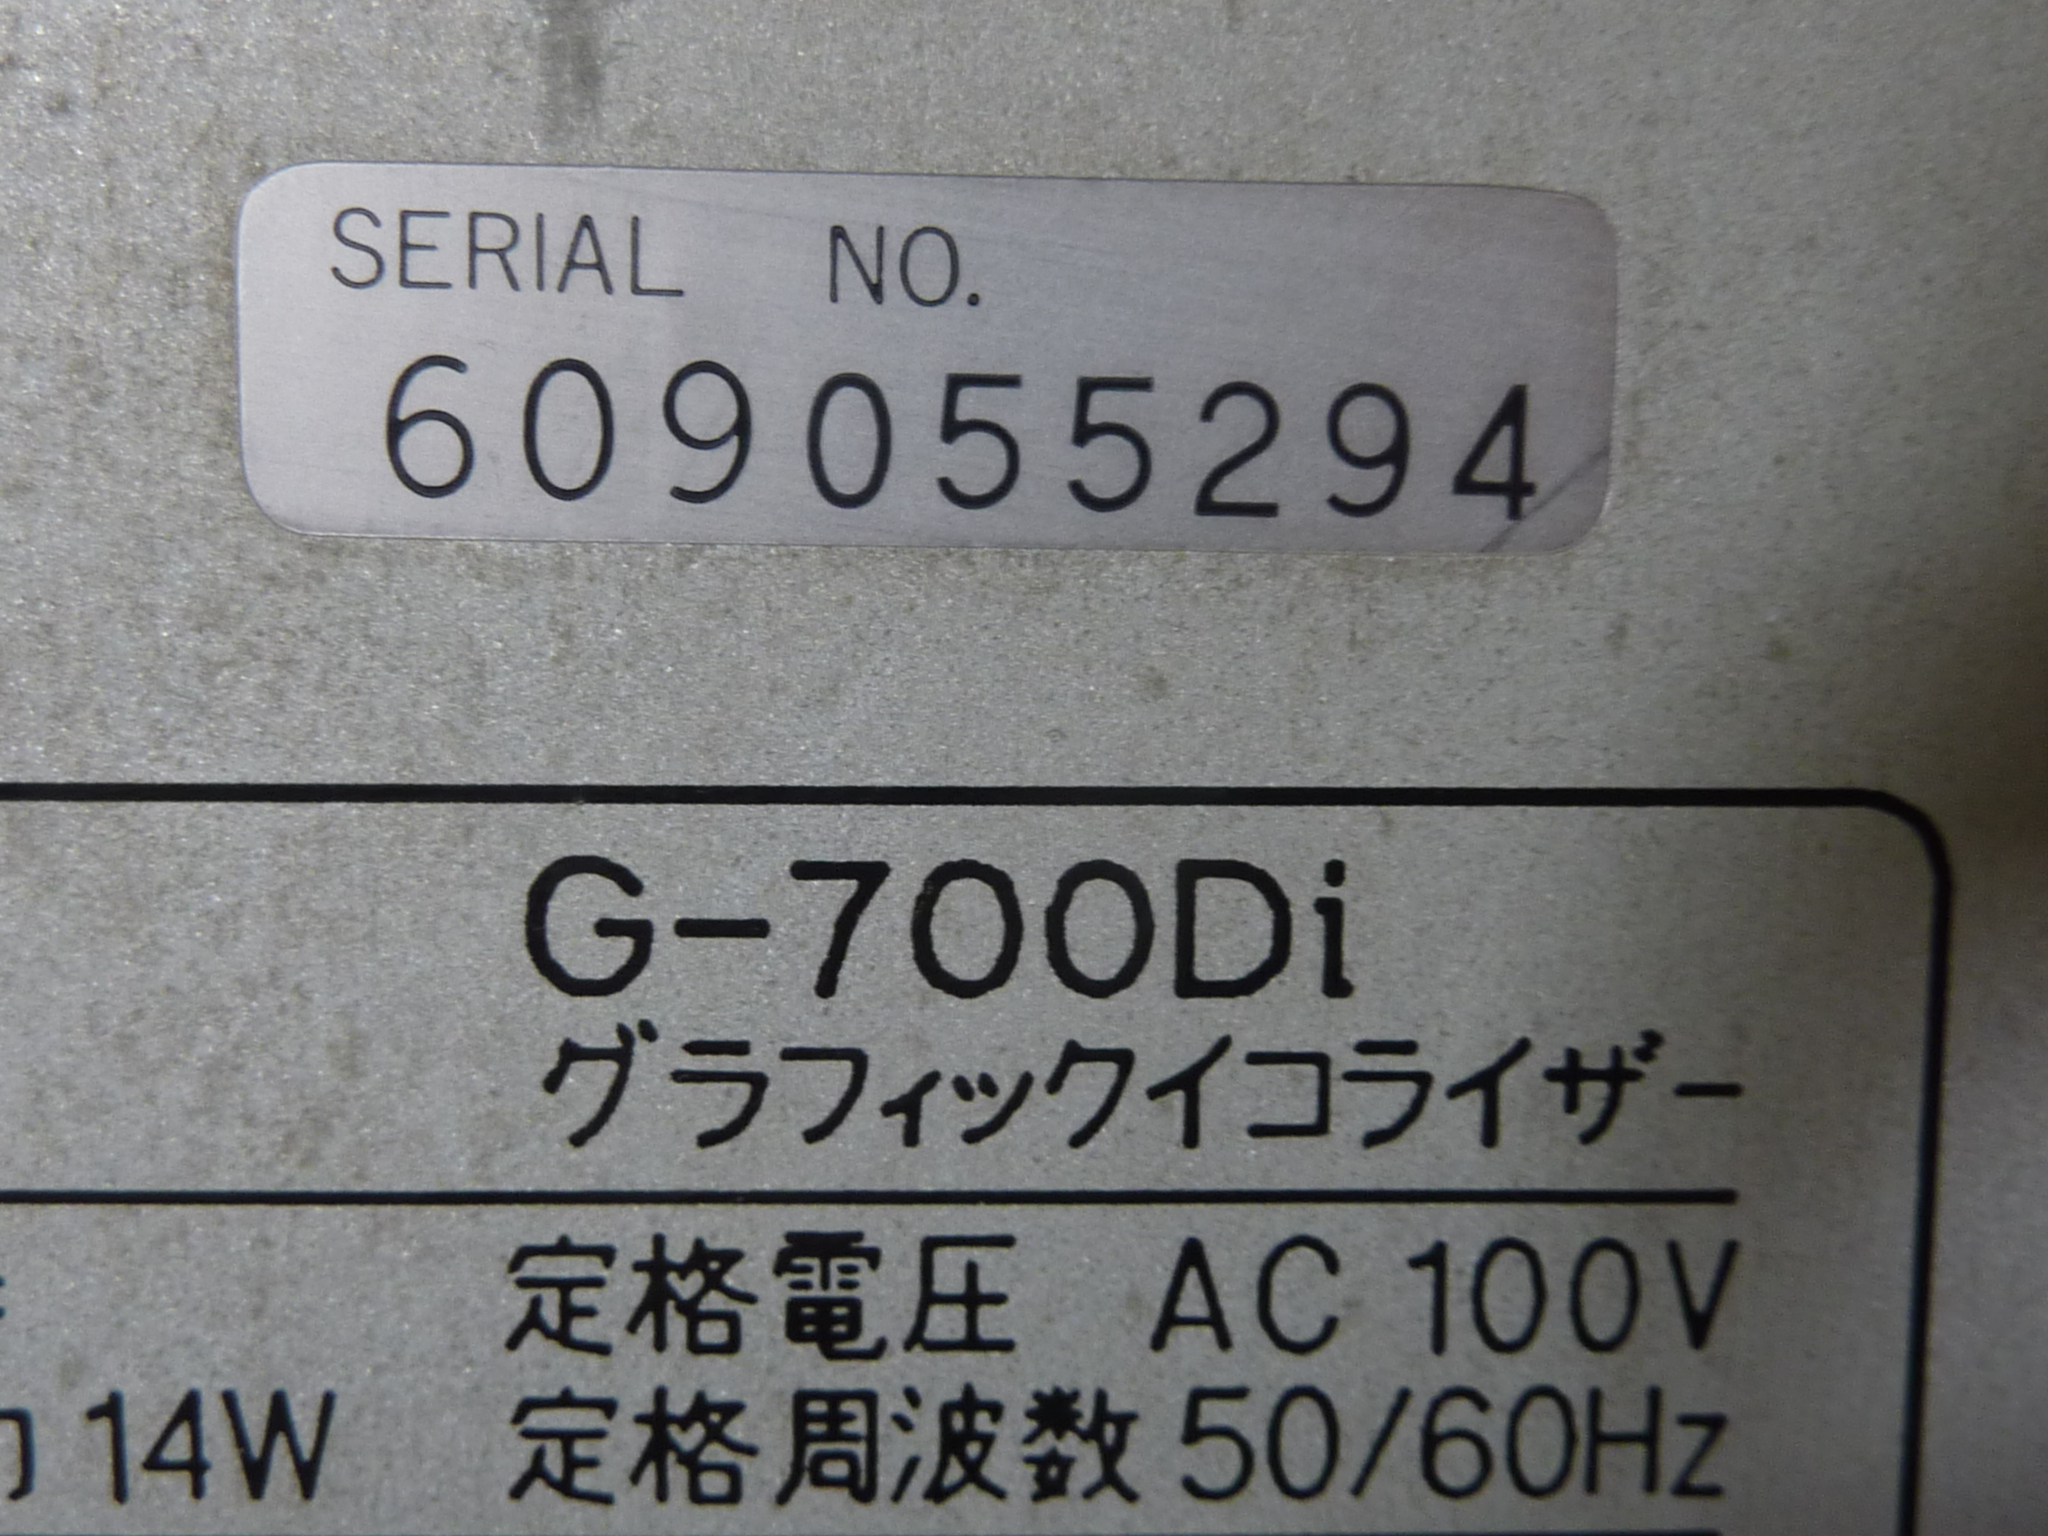 SERIAL NO.
609055294
G-700Di
グラフィックイコライザー
定格電圧 AC 100V
14W 定格周波数 50/60Hz